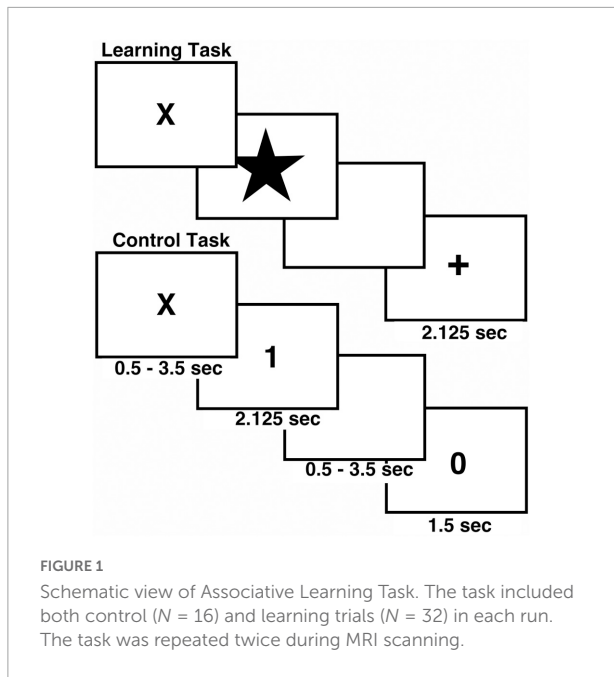 Learning Task
X
+
2.125 sec
Control Task
X
0.5 - 3.5 sec
1
2.125 sec
0.5 - 3.5 sec
0
1.5 sec
FIGURE 1
Schematic view of Associative Learning Task. The task included
both control (N = 16) and learning trials (N = 32) in each run.
The task was repeated twice during MRI scanning.